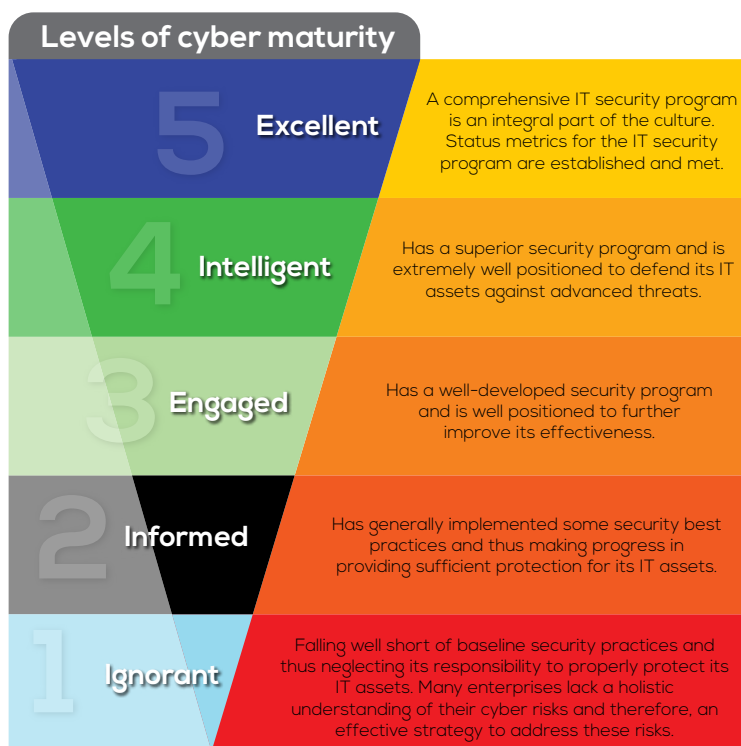 Levels of cyber maturity
5
Excellent
A comprehensive IT security program
is an integral part of the culture.
Status metrics for the IT security
program are established and met.
4
Intelligent
Has a superior security program and is
extremely well positioned to defend its IT
assets against advanced threats.
3
Engaged
Has a well-developed security program
and is well positioned to further
improve its effectiveness.
2
Informed
Has generally implemented some security best
practices and thus making progress in
providing sufficient protection for its IT assets.
1
Ignorant
Falling well short of baseline security practices and
thus neglecting its responsibility to properly protect its
IT assets. Many enterprises lack a holistic
understanding of their cyber risks and therefore, an
effective strategy to address these risks.